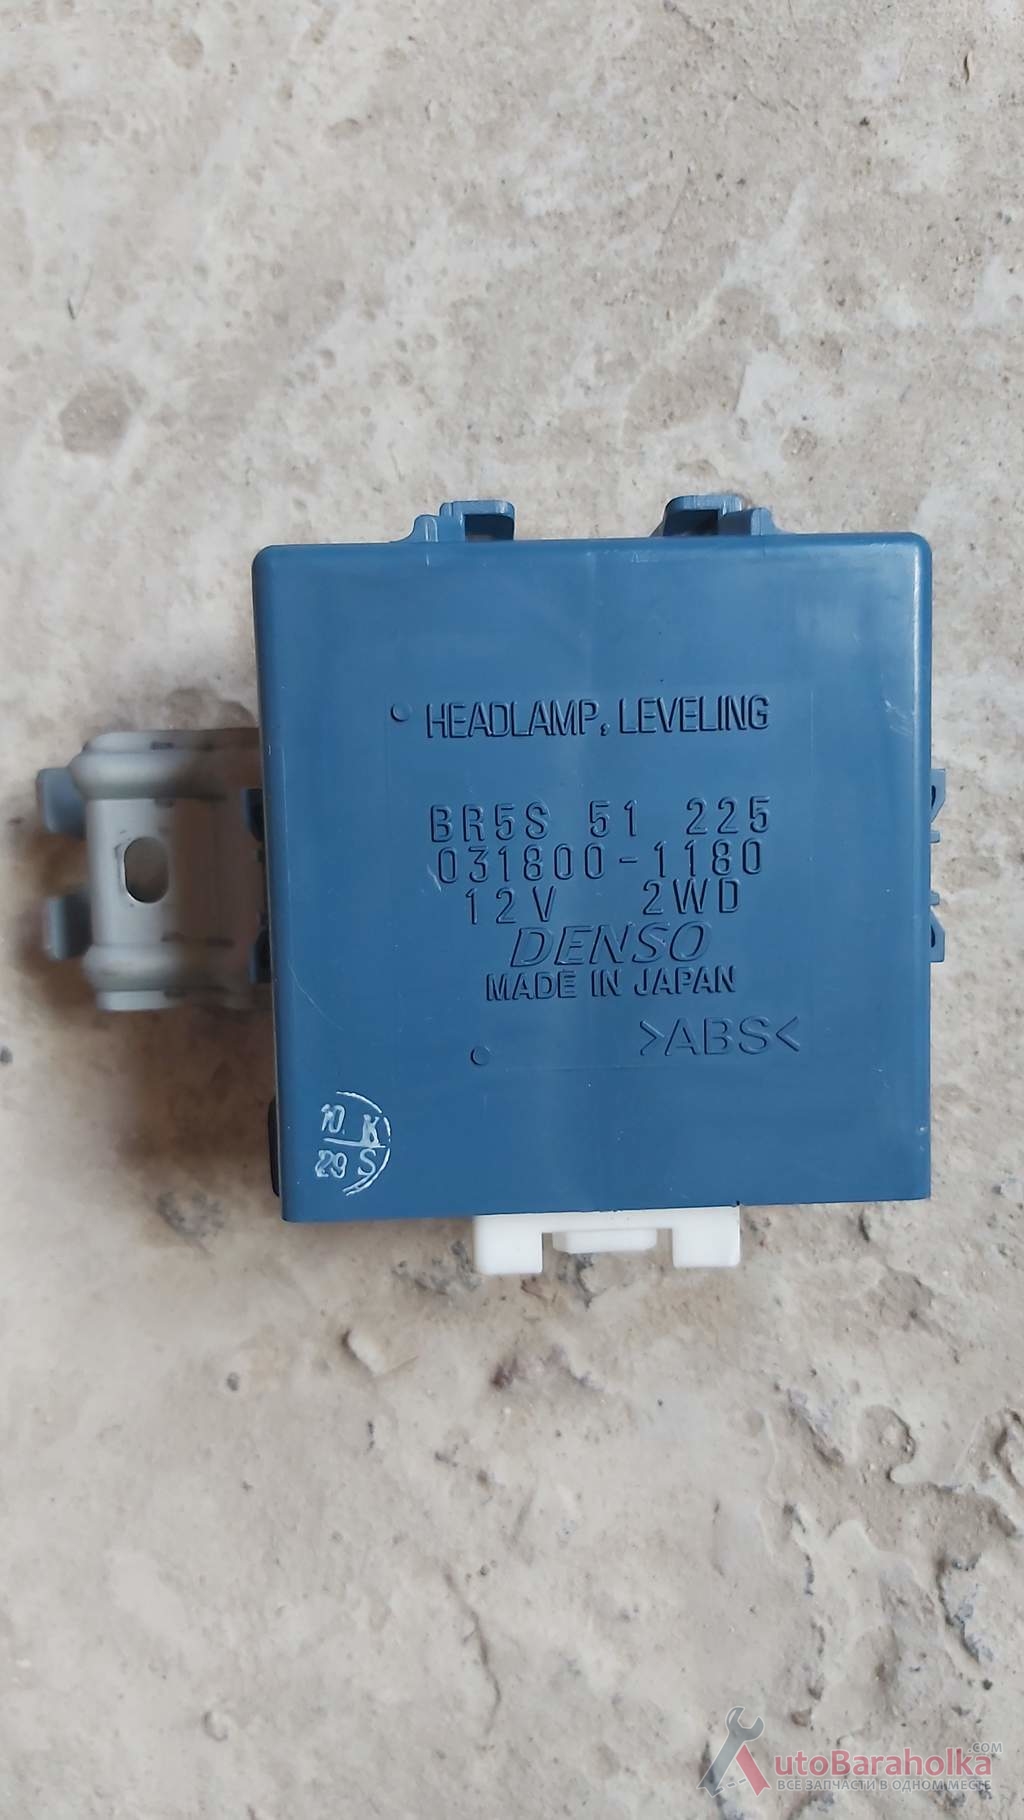 HEADLAMP, LEVELING
BR5S 51 225
031800-1180
12V 2WD
DENSO
MADE IN JAPAN
>ABS<
10 K
29 S
AutoBaraholka.COM
ВСЕ ЗАПЧАСТИ В ОДНОМ МЕСТЕ